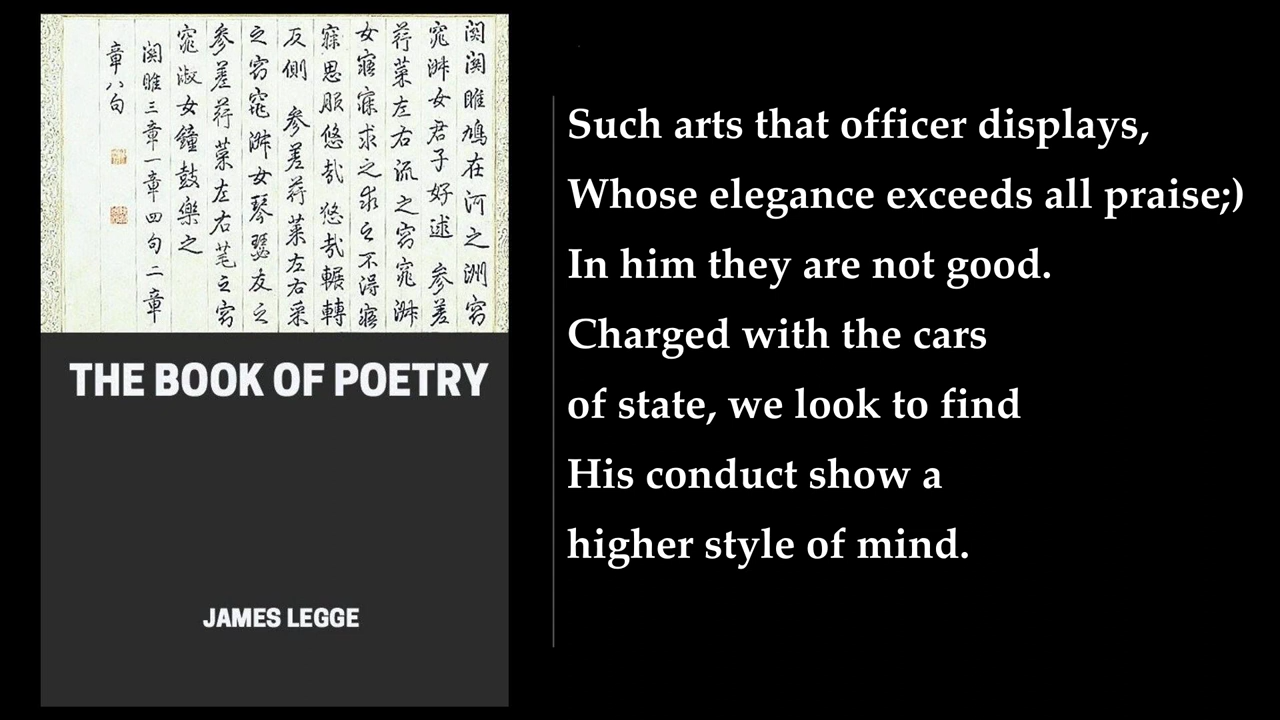 関関雎鳩在河之洲窈
窕淑女君子好逑 参差
荇菜左右流之窈窕淑
女寤寐求之求之不得寤
寐思服悠哉悠哉輾轉
反側 参差荇菜左右采
之窈窕淑女琴瑟友之
参差荇菜左右芼之窈
窕淑女鐘鼓樂之
関雎三章一章四句二章
章八句
THE BOOK OF POETRY
JAMES LEGGE
Such arts that officer displays,
Whose elegance exceeds all praise;)
In him they are not good.
Charged with the cars
of state, we look to find
His conduct show a
higher style of mind.